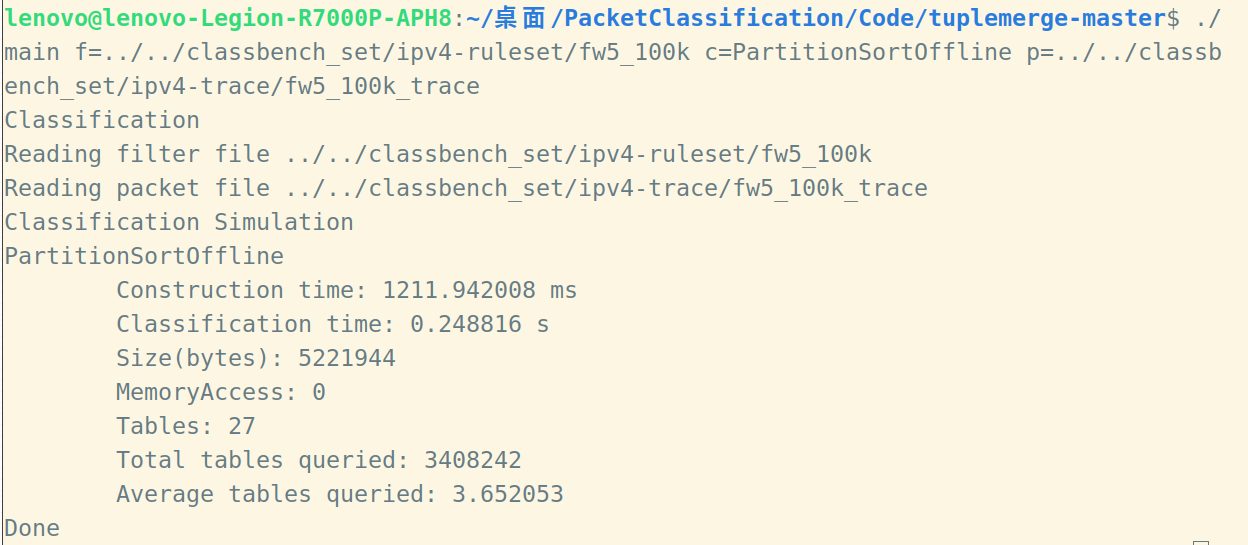 lenovo@lenovo-Legion-R7000P-APH8:~/桌面/PacketClassification/Code/tuplemerge-master$ ./
main f=../../classbench_set/ipv4-ruleset/fw5_100k c=PartitionSortOffline p=../../classb
ench_set/ipv4-trace/fw5_100k_trace
Classification
Reading filter file ../../classbench_set/ipv4-ruleset/fw5_100k
Reading packet file ../../classbench_set/ipv4-trace/fw5_100k_trace
Classification Simulation
PartitionSortOffline
Construction time: 1211.942008 ms
Classification time: 0.248816 s
Size(bytes): 5221944
MemoryAccess: 0
Tables: 27
Total tables queried: 3408242
Average tables queried: 3.652053
Done